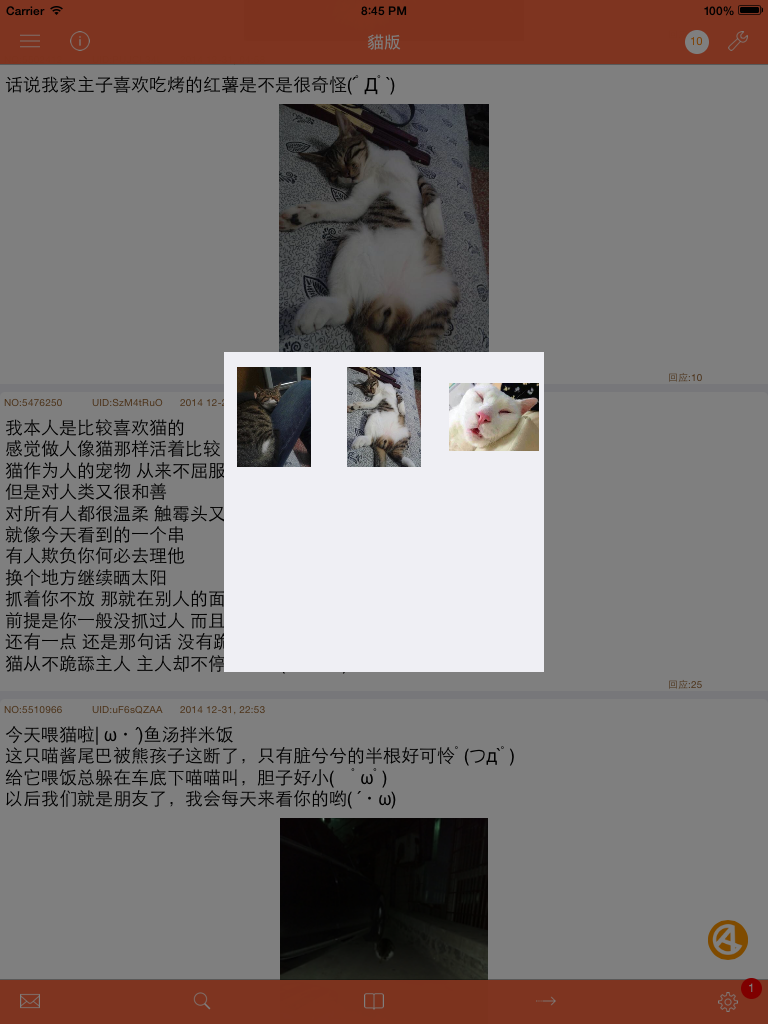 Carrier 8:45 PM 100%
貓版 10
话说我家主子喜欢吃烤的红薯是不是很奇怪(ﾟДﾟ`)
回应:10
NO:5476250 UID:SzM4tRuO 2014 12-2
我本人是比较喜欢猫的
感觉做人像猫那样活着比较
猫作为人的宠物 从来不屈服
但是对人类又很和善
对所有人都很温柔 触霉头又
就像今天看到的一个串
有人欺负你何必去理他
换个地方继续晒太阳
抓着你不放 那就在别人的面
前提是你一般没抓过人 而且
还有一点 还是那句话 没有跪
猫从不跪舔主人 主人却不停
回应:25
NO:5510966 UID:uF6sQZAA 2014 12-31, 22:53
今天喂猫啦| ω・´)鱼汤拌米饭
这只喵酱尾巴被熊孩子这断了，只有脏兮兮的半根好可怜ﾟ(つд`ﾟ)
给它喂饭总躲在车底下喵喵叫，胆子好小( ﾟωﾟ)
以后我们就是朋友了，我会每天来看你的哟(´・ω)
1